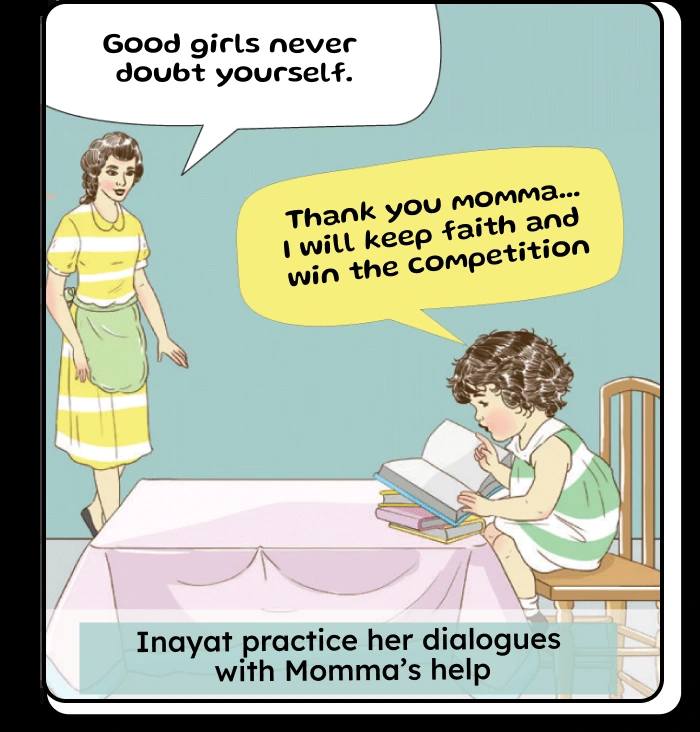 Good girls never
doubt yourself.
Thank you momma...
I will keep faith and
win the competition
Inayat practice her dialogues
with Momma's help